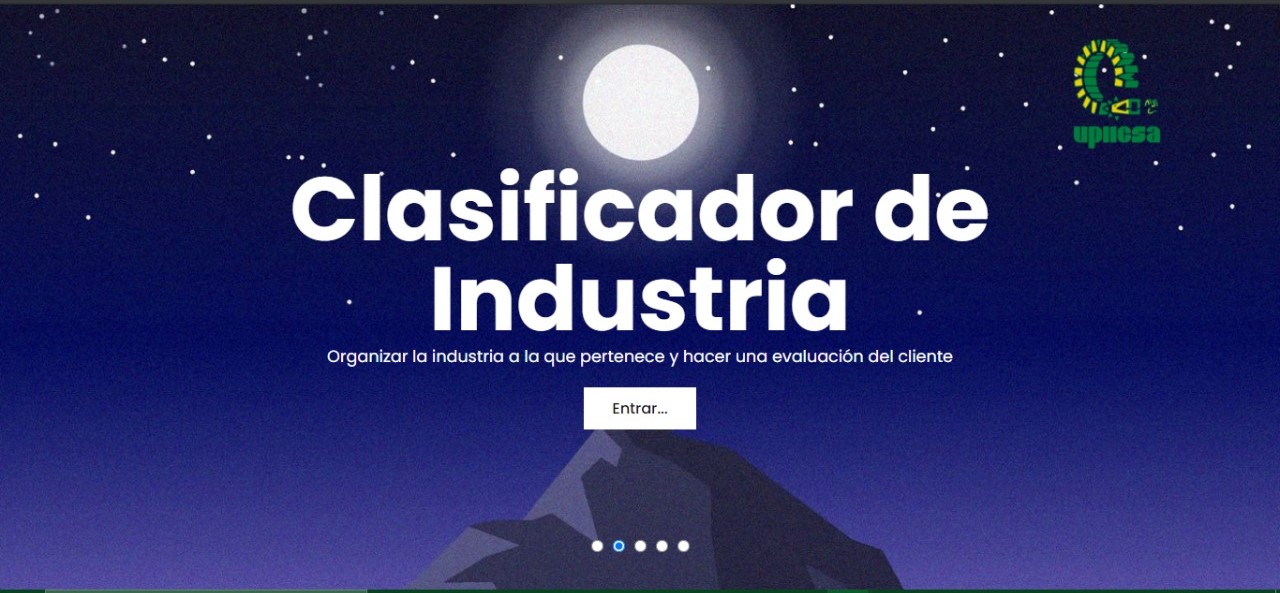 upiicsa
Clasificador de
Industria
Organizar la industria a la que pertenece y hacer una evaluación del cliente
Entrar...